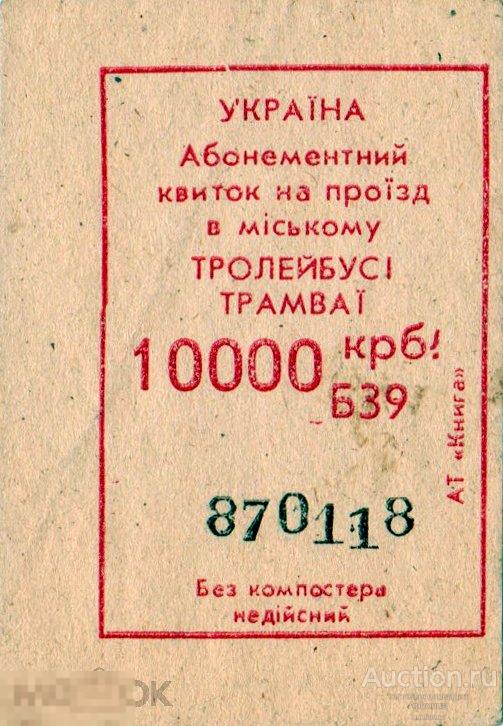 УКРАЇНА
Абонементний
квиток на проїзд
в міському
ТРОЛЕЙБУСІ
ТРАМВАЇ
10000 крб.
Б39
АТ «Книга»
870118
Без компостера
недійсний
Auction.ru